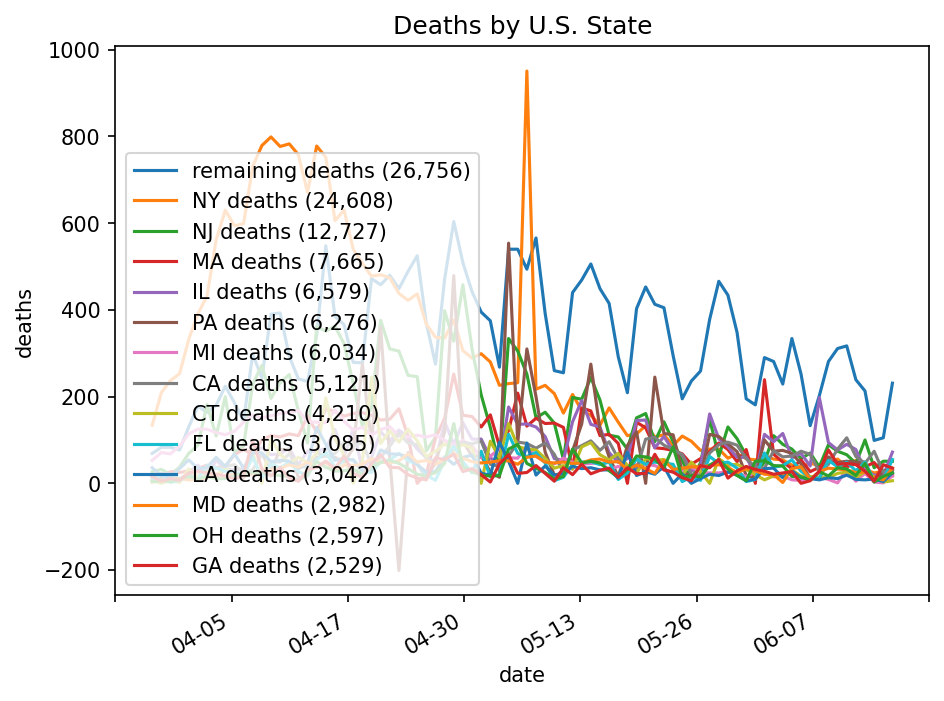 Deaths by U.S. State
1000
800
600
400
200
0
−200
deaths
remaining deaths (26,756)
NY deaths (24,608)
NJ deaths (12,727)
MA deaths (7,665)
IL deaths (6,579)
PA deaths (6,276)
MI deaths (6,034)
CA deaths (5,121)
CT deaths (4,210)
FL deaths (3,085)
LA deaths (3,042)
MD deaths (2,982)
OH deaths (2,597)
GA deaths (2,529)
04-05
04-17
04-30
05-13
05-26
06-07
date